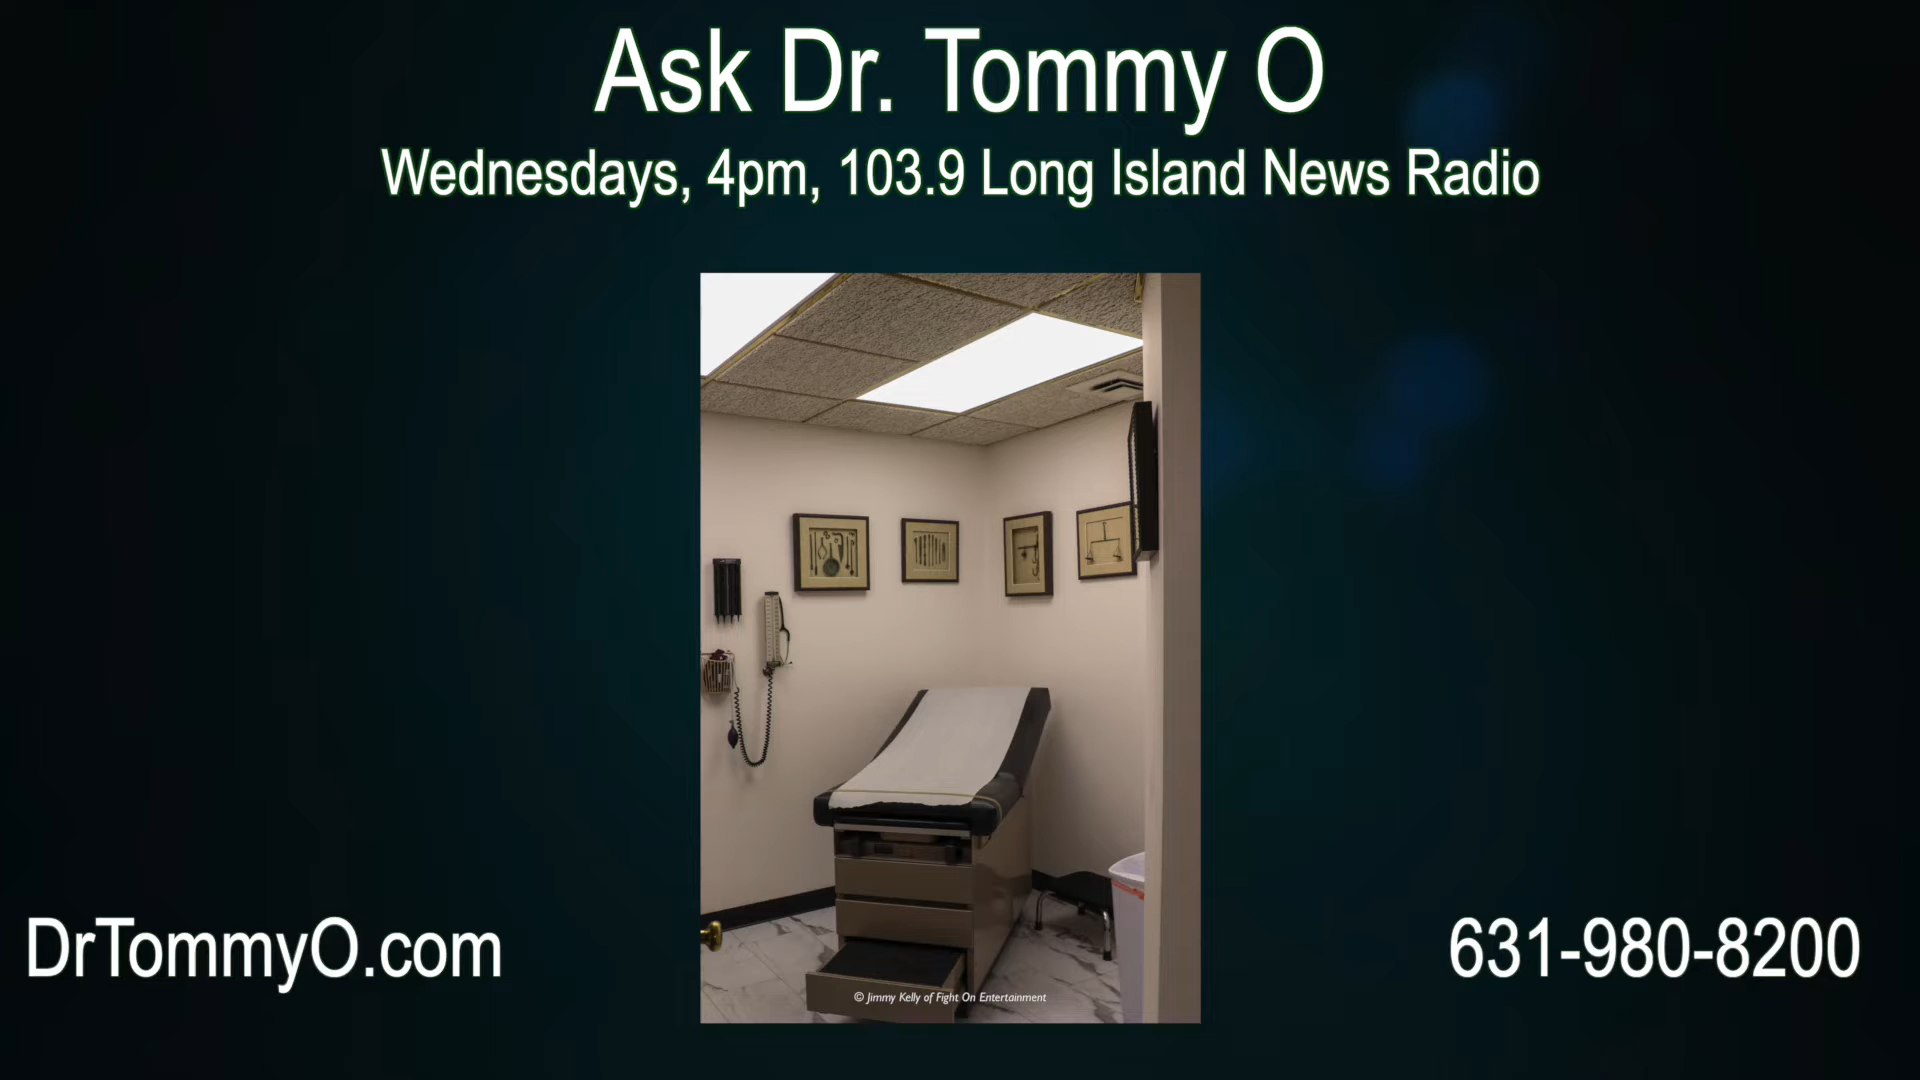 Ask Dr. Tommy O
Wednesdays, 4pm, 103.9 Long Island News Radio
DrTommyO.com
631-980-8200
© Jimmy Kelly of Fight On Entertainment